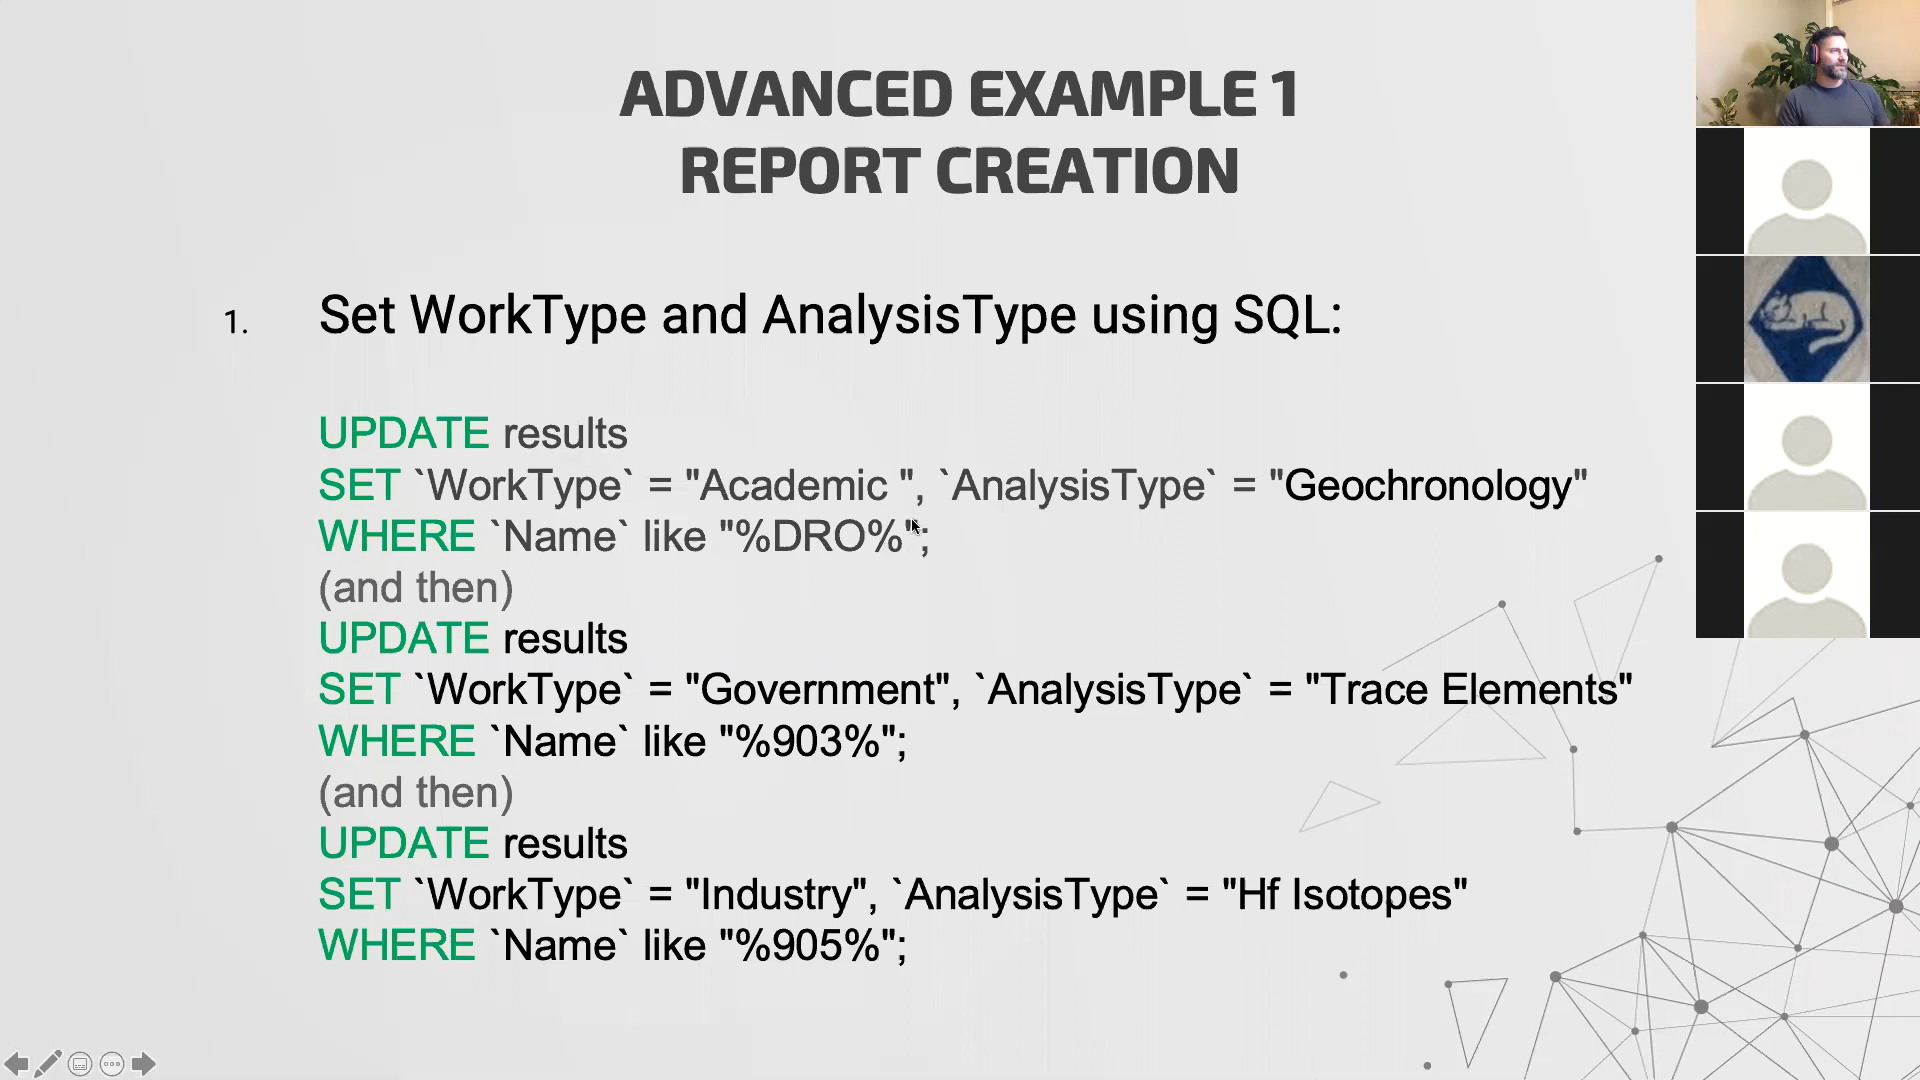 ADVANCED EXAMPLE 1
REPORT CREATION
1. Set WorkType and AnalysisType using SQL:
UPDATE results
SET `WorkType` = "Academic ", `AnalysisType` = "Geochronology"
WHERE `Name` like "%DRO%";
(and then)
UPDATE results
SET `WorkType` = "Government", `AnalysisType` = "Trace Elements"
WHERE `Name` like "%903%";
(and then)
UPDATE results
SET `WorkType` = "Industry", `AnalysisType` = "Hf Isotopes"
WHERE `Name` like "%905%";